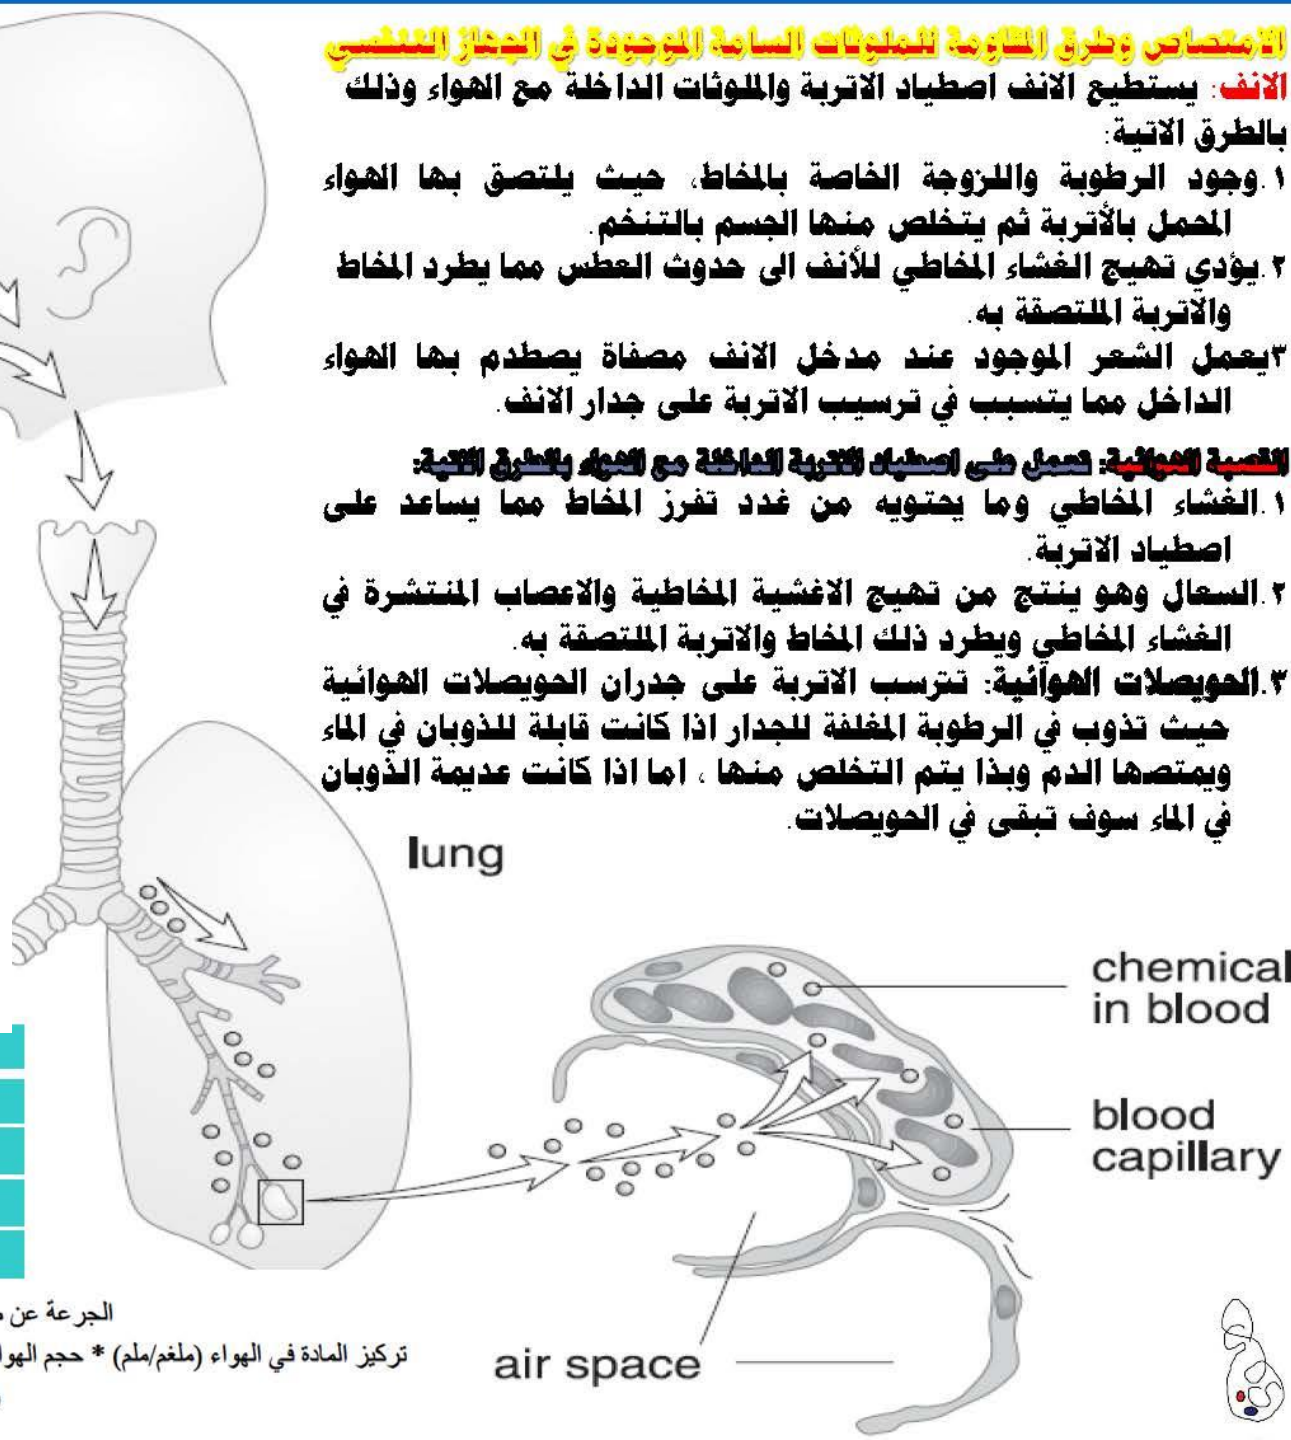 الامتصاص وطرق المقاومة للملوثات السامة الموجودة في الجهاز التنفسي
الانف: يستطيع الانف اصطياد الاتربة والملوثات الداخلة مع الهواء وذلك
بالطرق الاتية:
١.وجود الرطوبة واللزوجة الخاصة بالمخاط، حيث يلتصق بها الهواء
المحمل بالأتربة ثم يتخلص منها الجسم بالتنخم.
٢.يؤدي تهيج الغشاء المخاطي للأنف الى حدوث العطس مما يطرد المخاط
والاتربة الملتصقة به.
٣يعمل الشعر الموجود عند مدخل الانف مصفاة يصطدم بها الهواء
الداخل مما يتسبب في ترسيب الاتربة على جدار الانف.
القصبة الهوائية: تعمل على اصطياد الاتربة الداخلة مع الهواء بالطرق الاتية:
١.الغشاء المخاطي وما يحتويه من غدد تفرز المخاط مما يساعد على
اصطياد الاتربة.
٢.السعال وهو ينتج من تهيج الاغشية المخاطية والاعصاب المنتشرة في
الغشاء المخاطي ويطرد ذلك المخاط والاتربة الملتصقة به.
٣.الحويصلات الهوائية: تترسب الاتربة على جدران الحويصلات الهوائية
حيث تذوب في الرطوبة المغلفة للجدار اذا كانت قابلة للذوبان في الماء
ويمتصها الدم وبذا يتم التخلص منها ، اما اذا كانت عديمة الذوبان
في الماء سوف تبقى في الحويصلات.
lung
chemical
in blood
blood
capillary
air space
الجرعة عن
تركيز المادة في الهواء (ملغم/ملم) * حجم